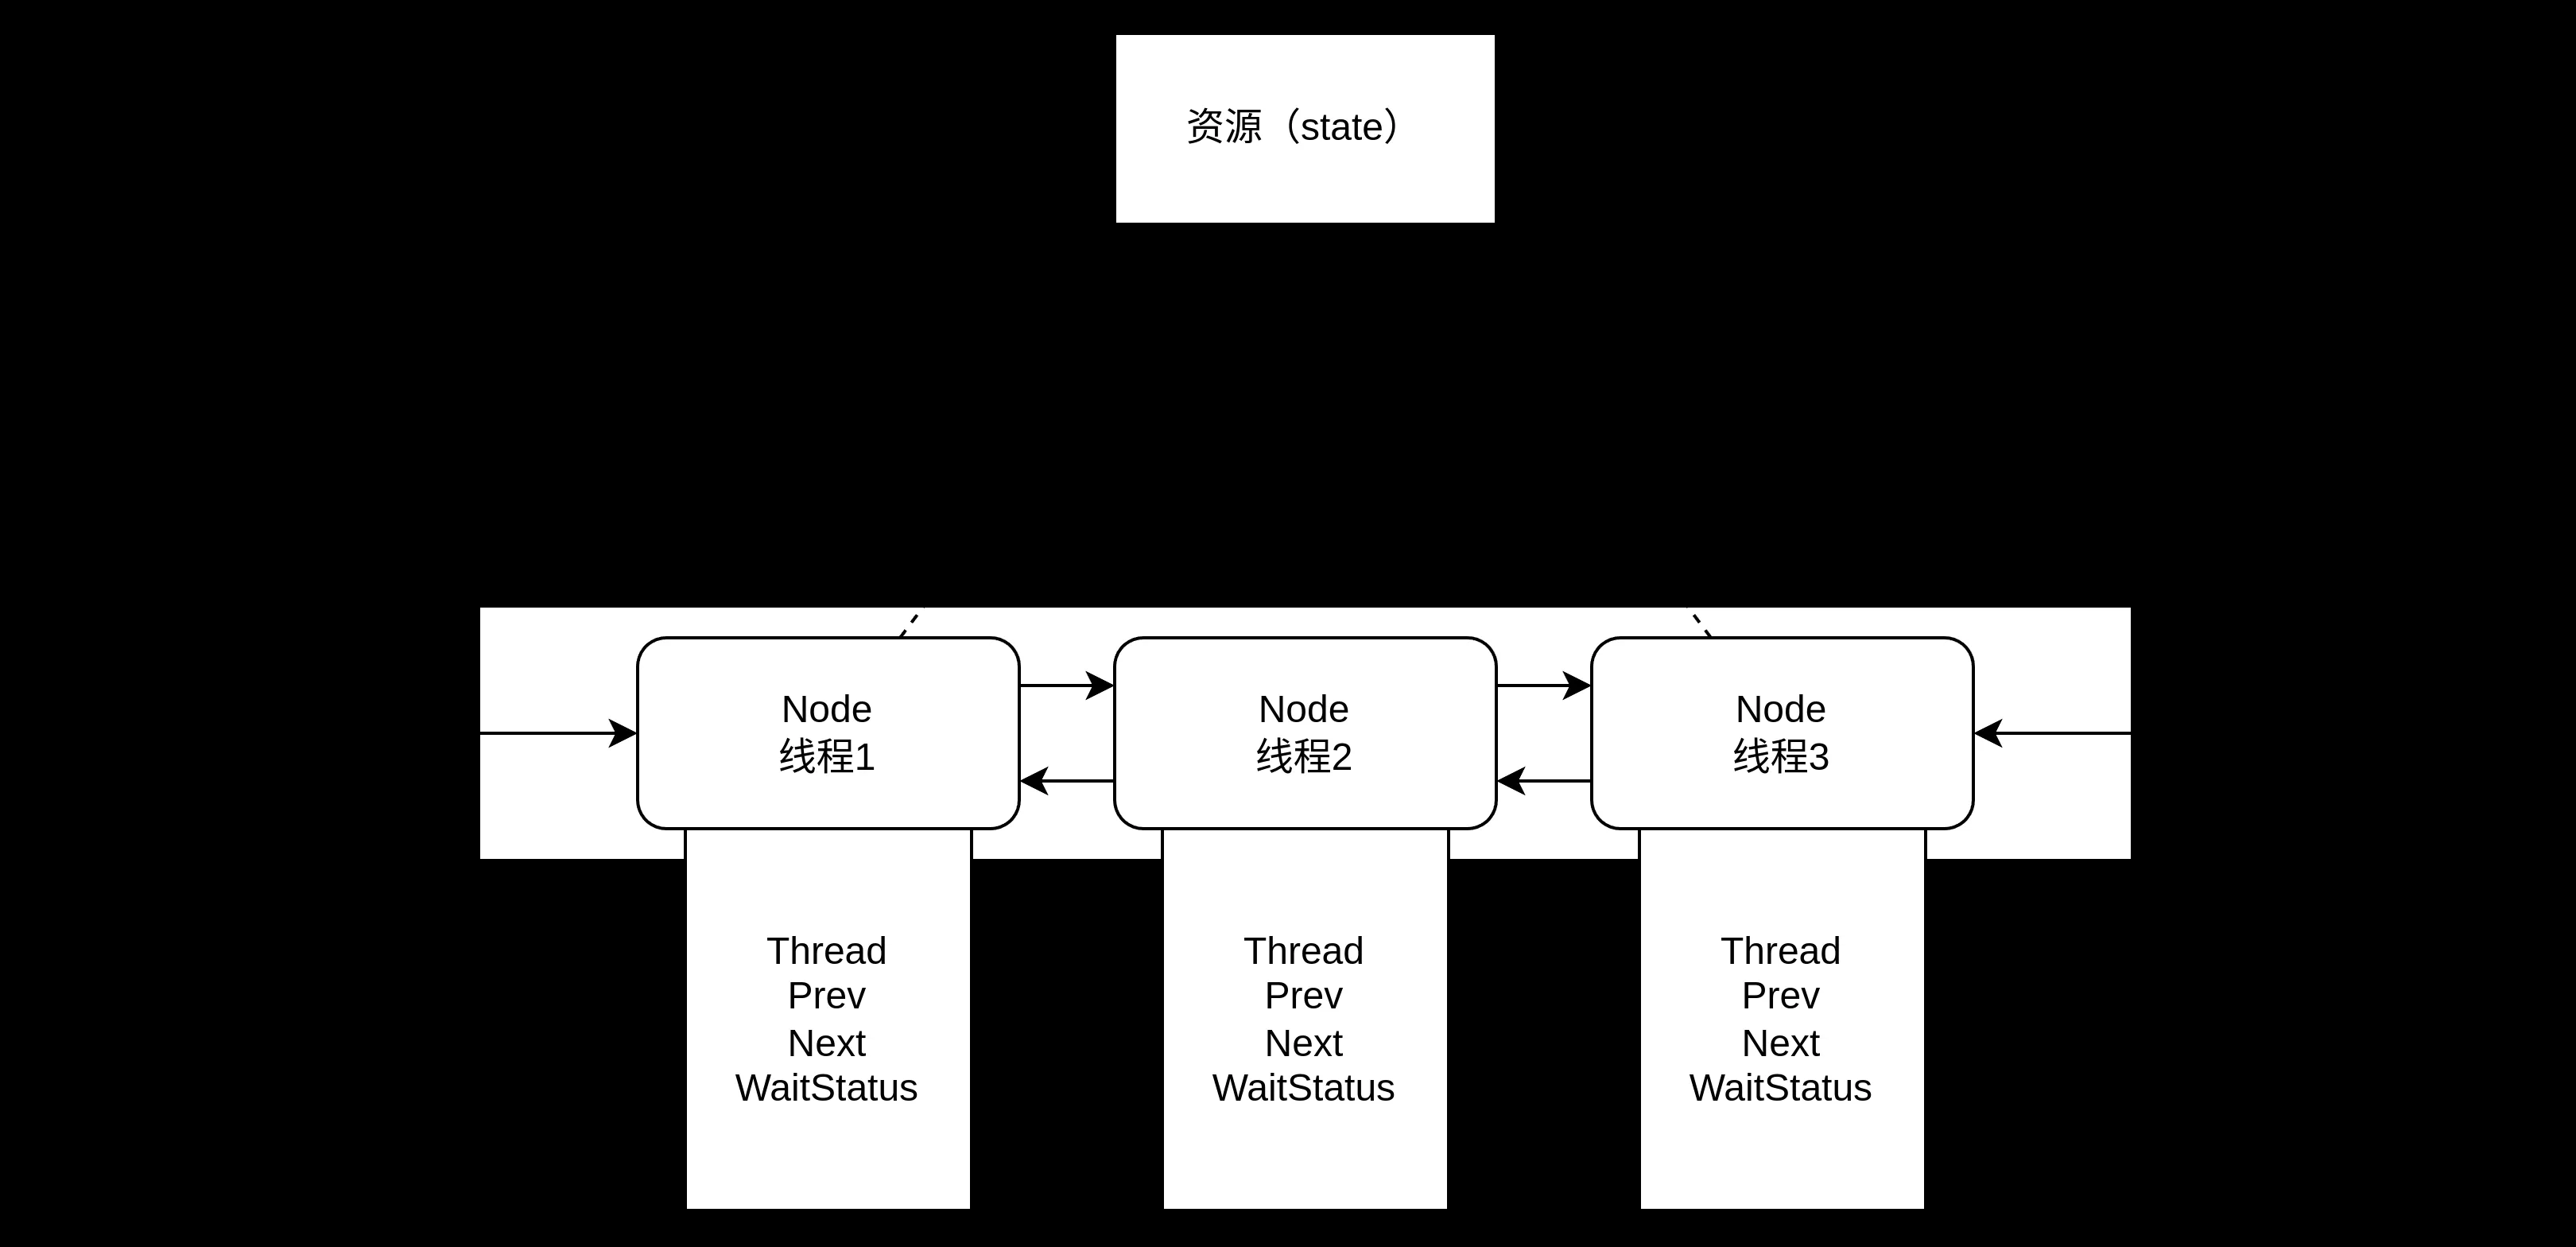 资源（state）
Node
线程1
Node
线程2
Node
线程3
Thread
Prev
Next
WaitStatus
Thread
Prev
Next
WaitStatus
Thread
Prev
Next
WaitStatus